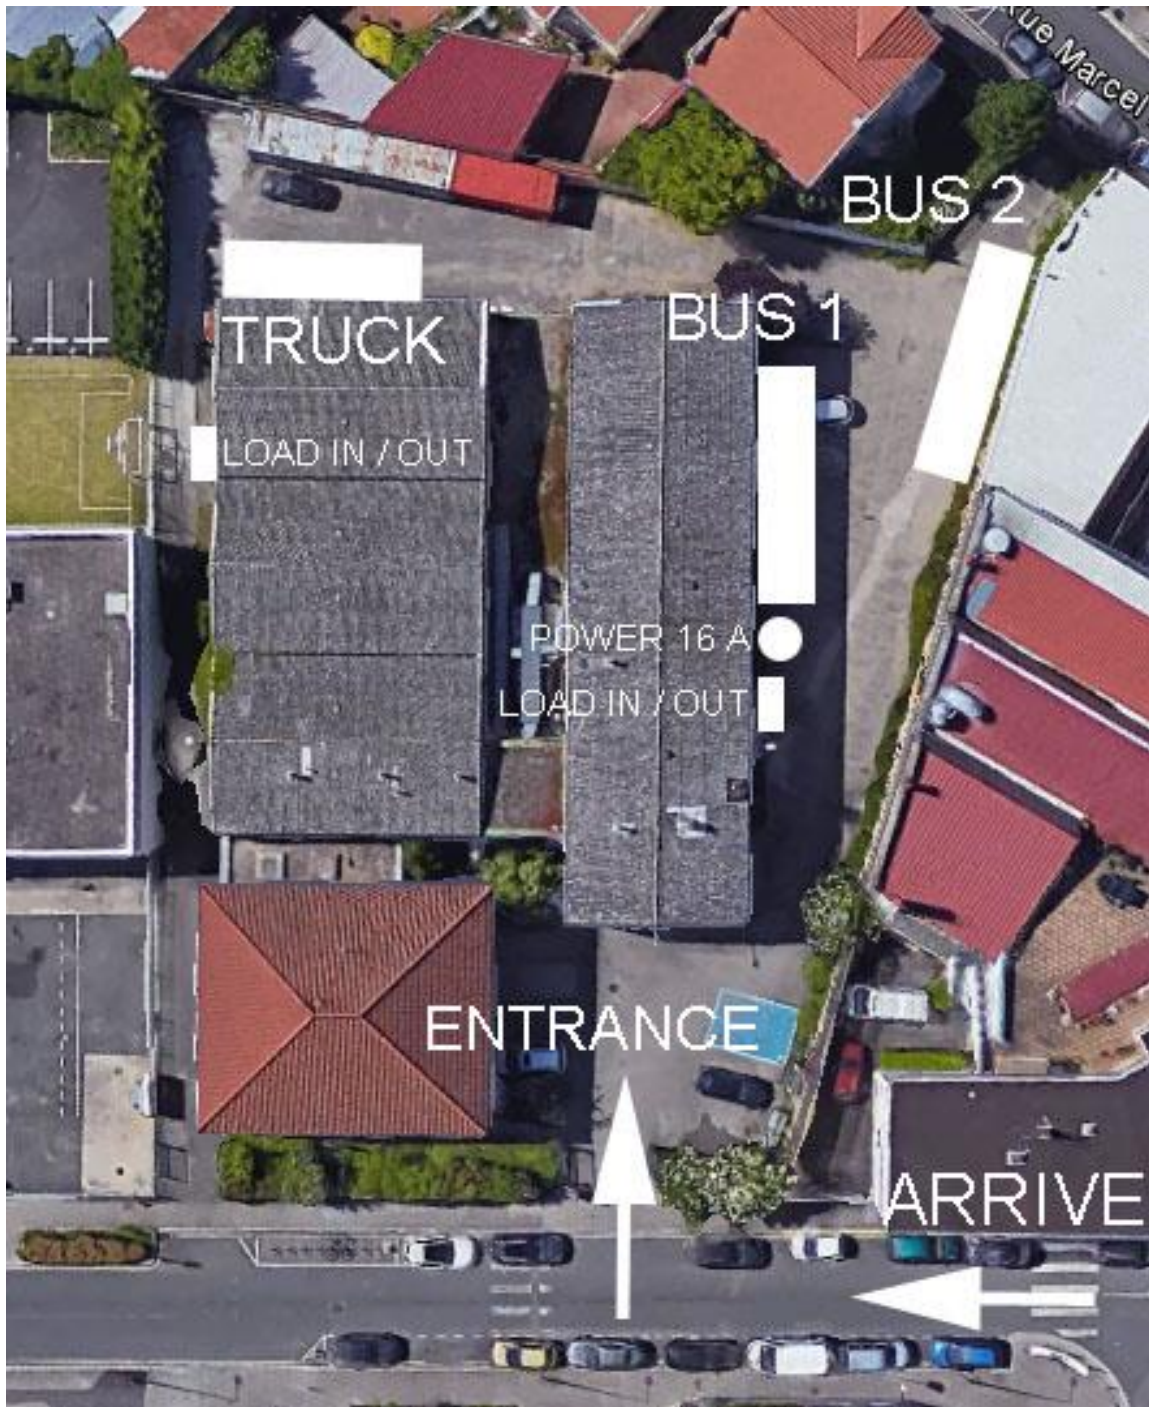 Rue Marcel
BUS 2
BUS 1
TRUCK
LOAD IN / OUT
POWER 16 A
LOAD IN / OUT
ENTRANCE
ARRIVE